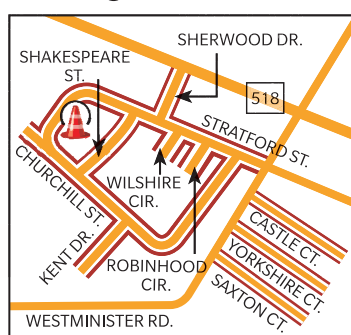 SHERWOOD DR.
SHAKESPEARE
ST.
518
STRATFORD ST.
CHURCHILL ST.
WILSHIRE
CIR.
KENT DR.
ROBINHOOD
CIR.
CASTLE CT.
YORKSHIRE CT.
SAXTON CT.
WESTMINISTER RD.